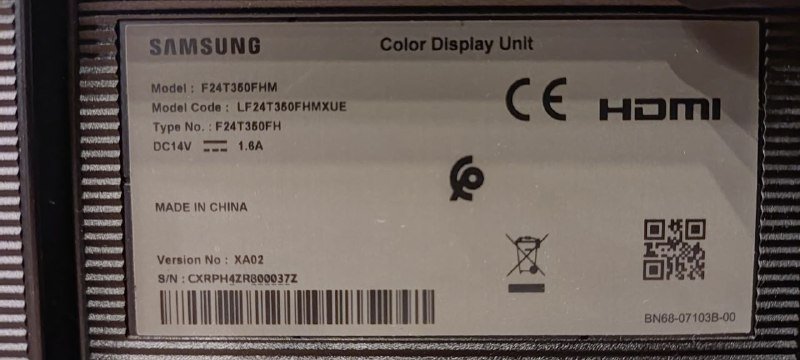 SAMSUNG
Color Display Unit
Model : F24T350FHM
Model Code : LF24T350FHMXUE
Type No. : F24T350FH
DC14V 1.6A
CE HDMI
MADE IN CHINA
Version No : XA02
S/N : CXRPH4ZR800037Z
BN68-07103B-00